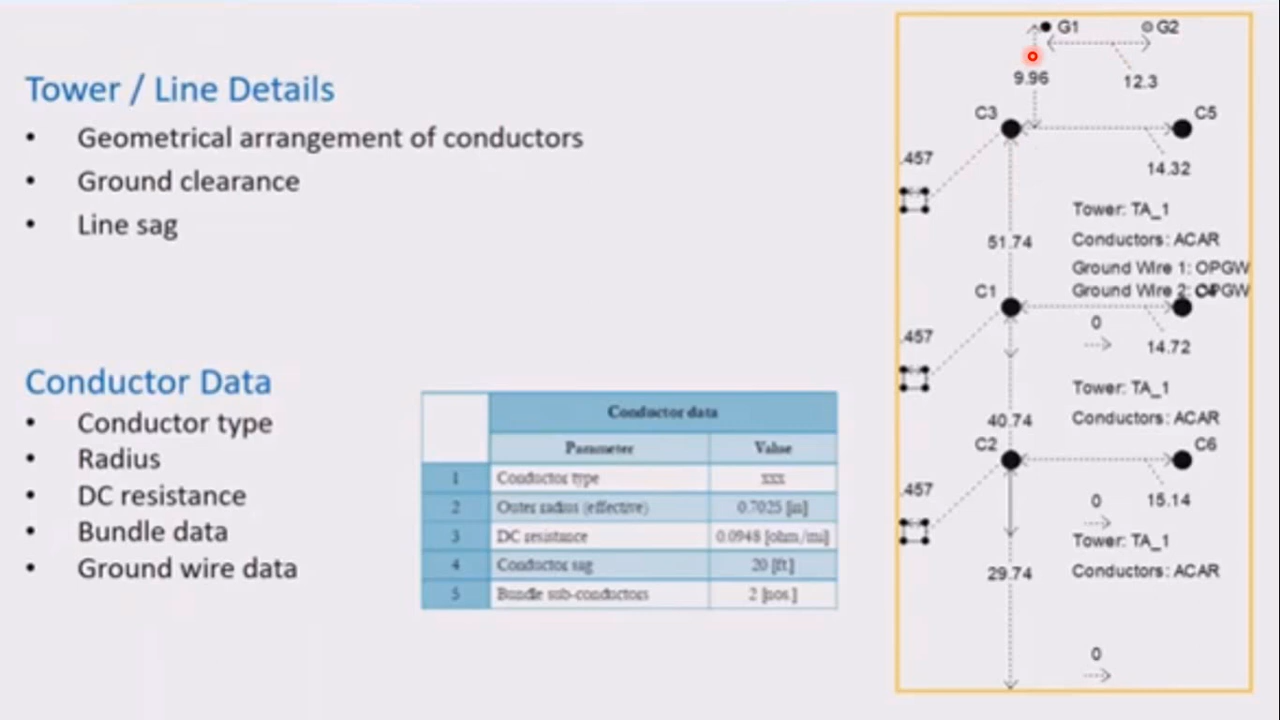 Tower / Line Details
• Geometrical arrangement of conductors
• Ground clearance
• Line sag
Conductor Data
• Conductor type
• Radius
• DC resistance
• Bundle data
• Ground wire data
Conductor data
Parameter Value
1 Conductor type xxx
2 Outer radius (effective) 0.7025 [in]
3 DC resistance 0.0948 [ohm/mi]
4 Conductor sag 20 [ft]
5 Bundle sub-conductors 2 [nos]
G1 G2
9.96 12.3
C3 C5
.457 14.32
Tower: TA_1
51.74 Conductors: ACAR
Ground Wire 1: OPGW
C1 Ground Wire 2: OPGW
0
.457 14.72
Tower: TA_1
40.74 Conductors: ACAR
C2 C6
.457 0 15.14
Tower: TA_1
29.74 Conductors: ACAR
0